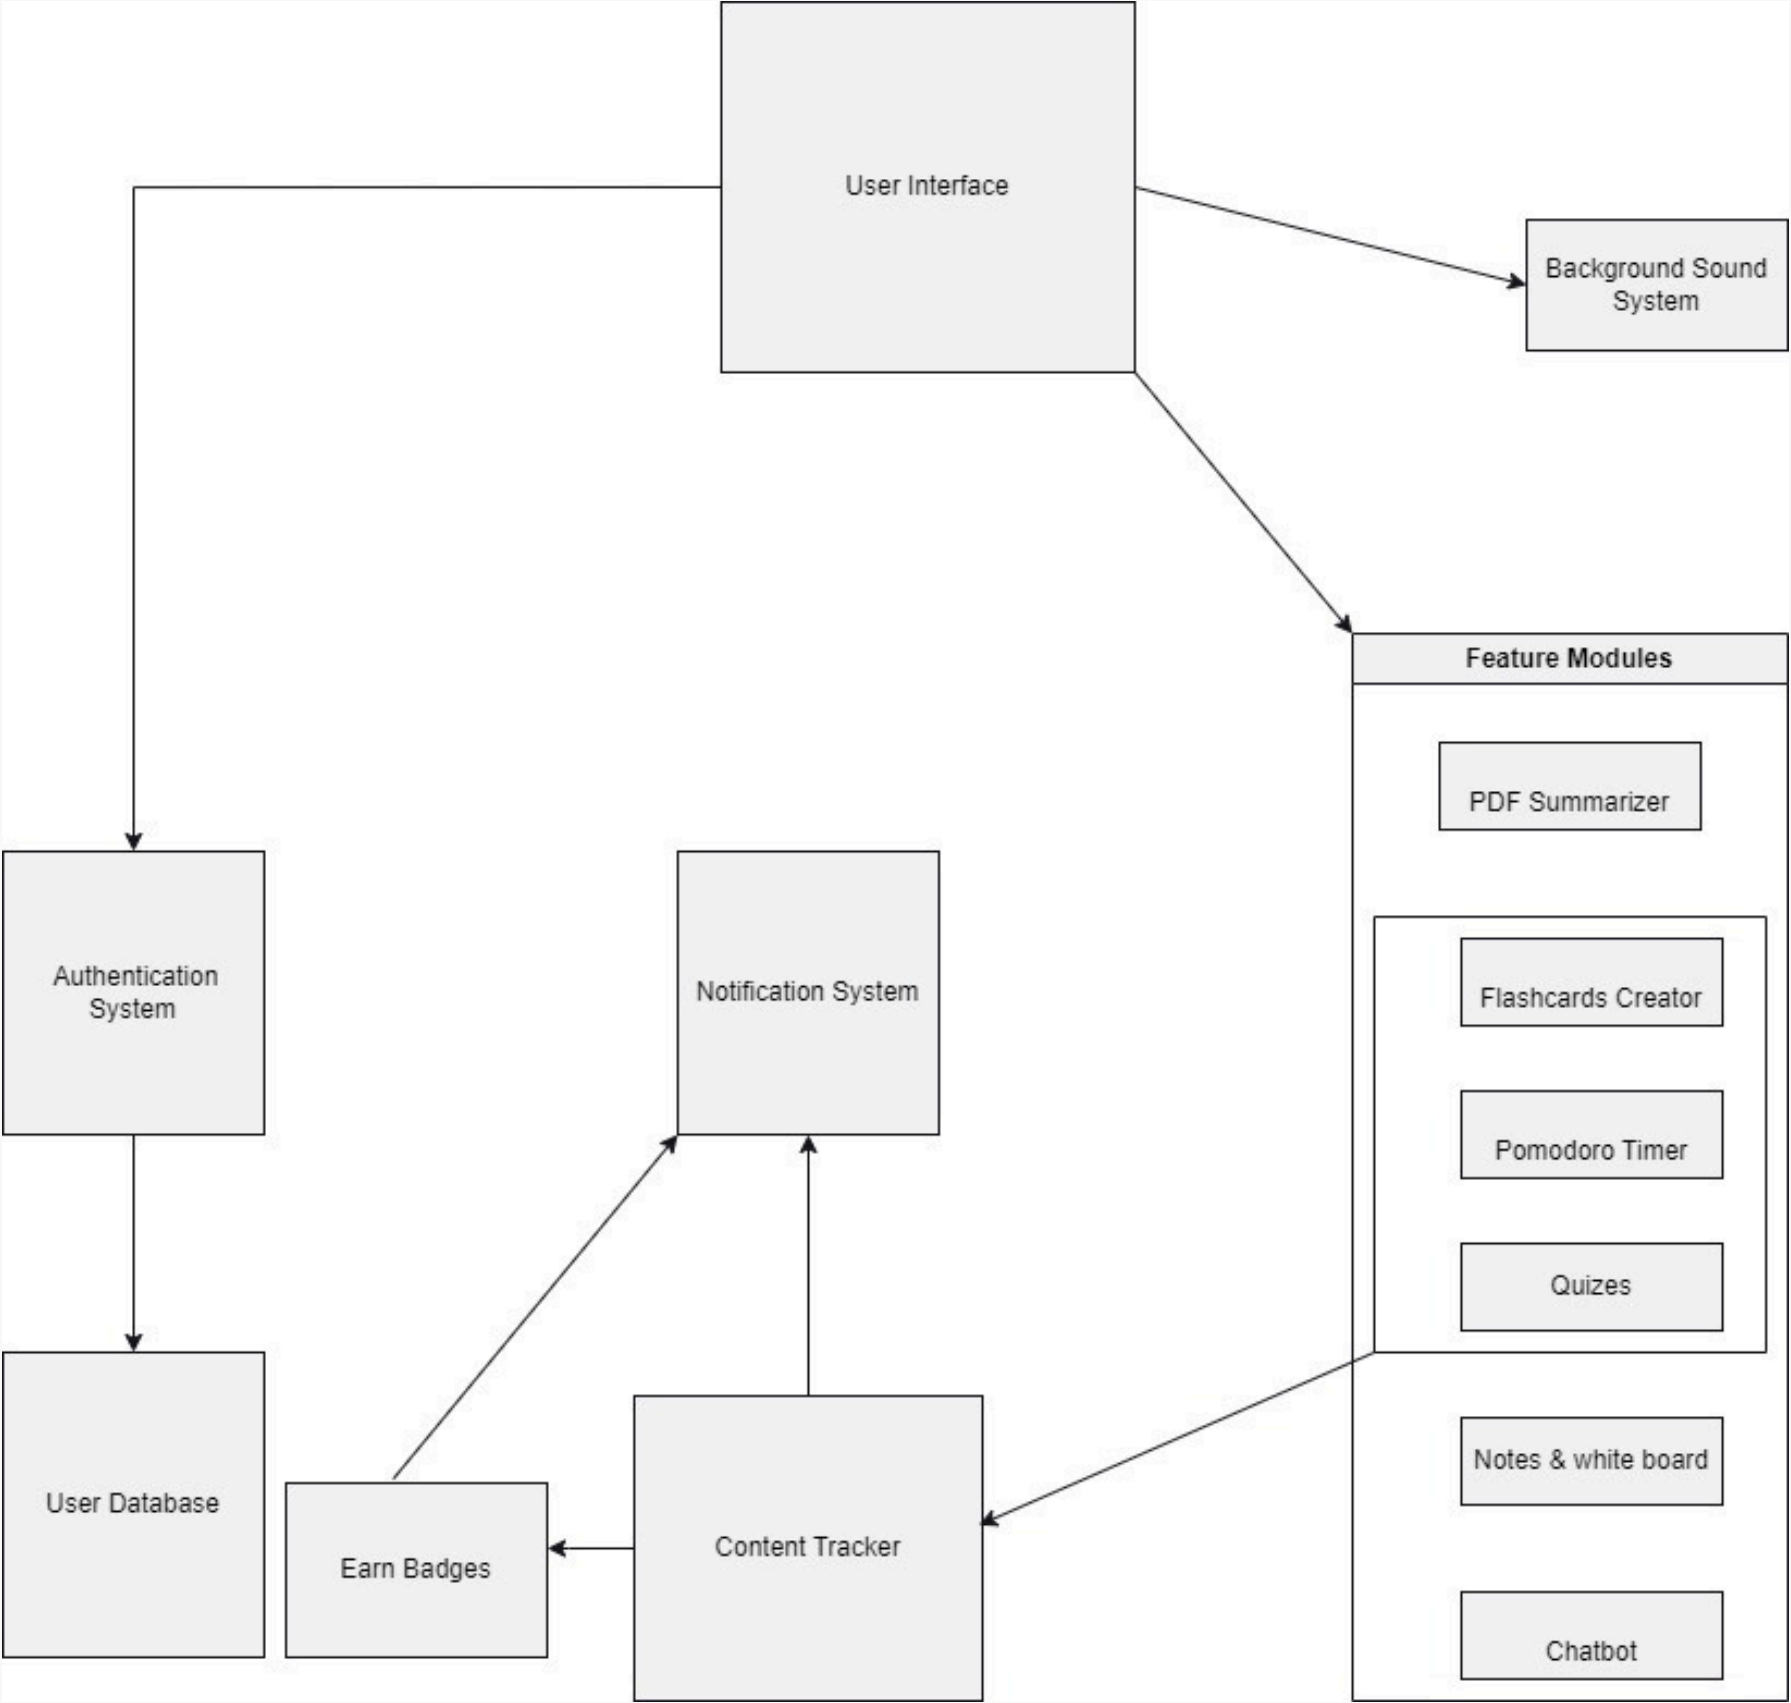 User Interface
Background Sound
System
Feature Modules
PDF Summarizer
Flashcards Creator
Pomodoro Timer
Quizes
Notes & white board
Chatbot
Authentication
System
Notification System
User Database
Earn Badges
Content Tracker